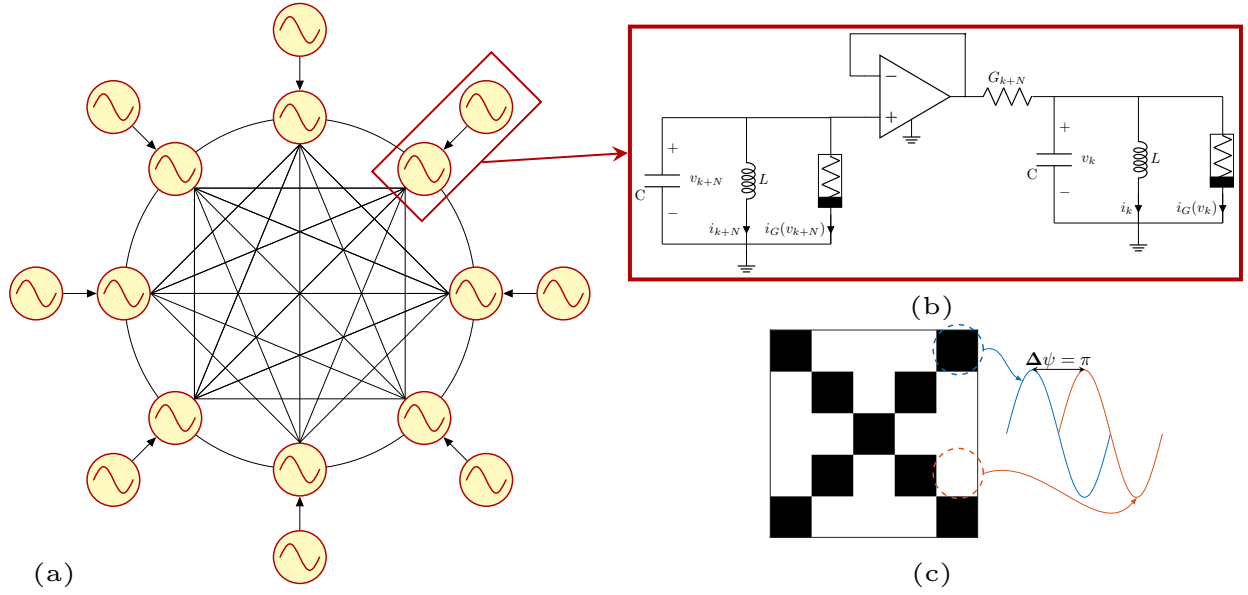 (a)
G_{k+N}
−
+
+
C
v_{k+N}
L
−
i_{k+N}
i_G(v_{k+N})
+
C
v_k
L
−
i_k
i_G(v_k)
(b)
Δψ = π
(c)